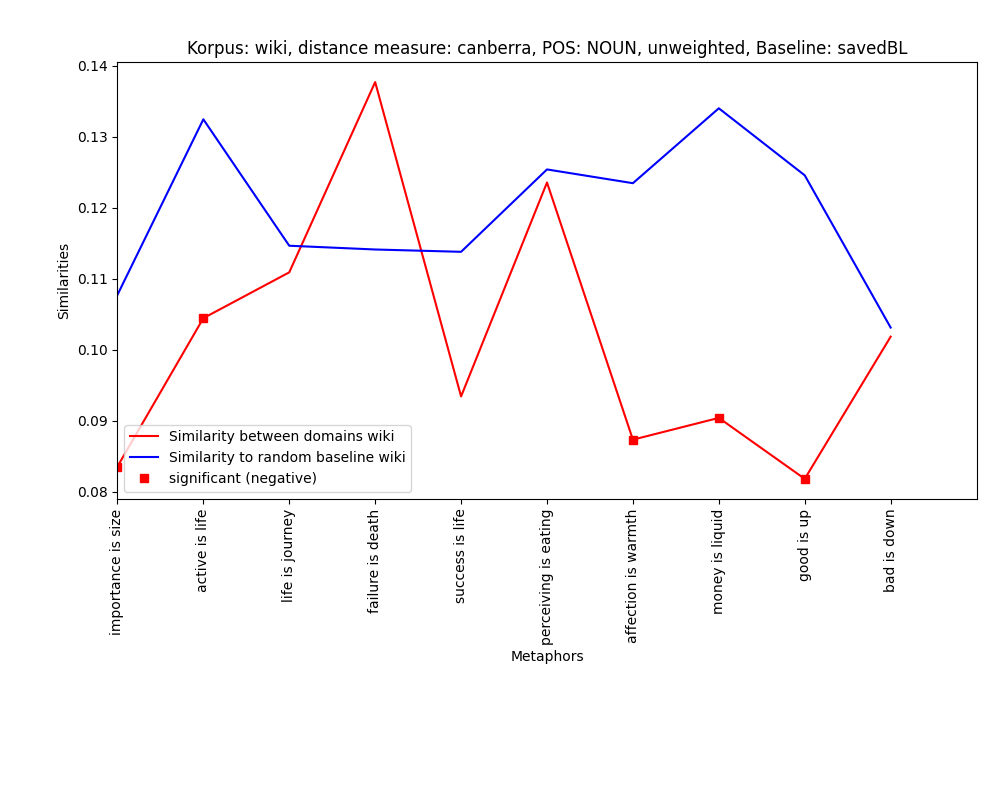 Korpus: wiki, distance measure: canberra, POS: NOUN, unweighted, Baseline: savedBL
0.14
0.13
0.12
0.11
0.10
0.09
0.08
Similarities
Similarity between domains wiki
Similarity to random baseline wiki
significant (negative)
importance is size
active is life
life is journey
failure is death
success is life
perceiving is eating
affection is warmth
money is liquid
good is up
bad is down
Metaphors